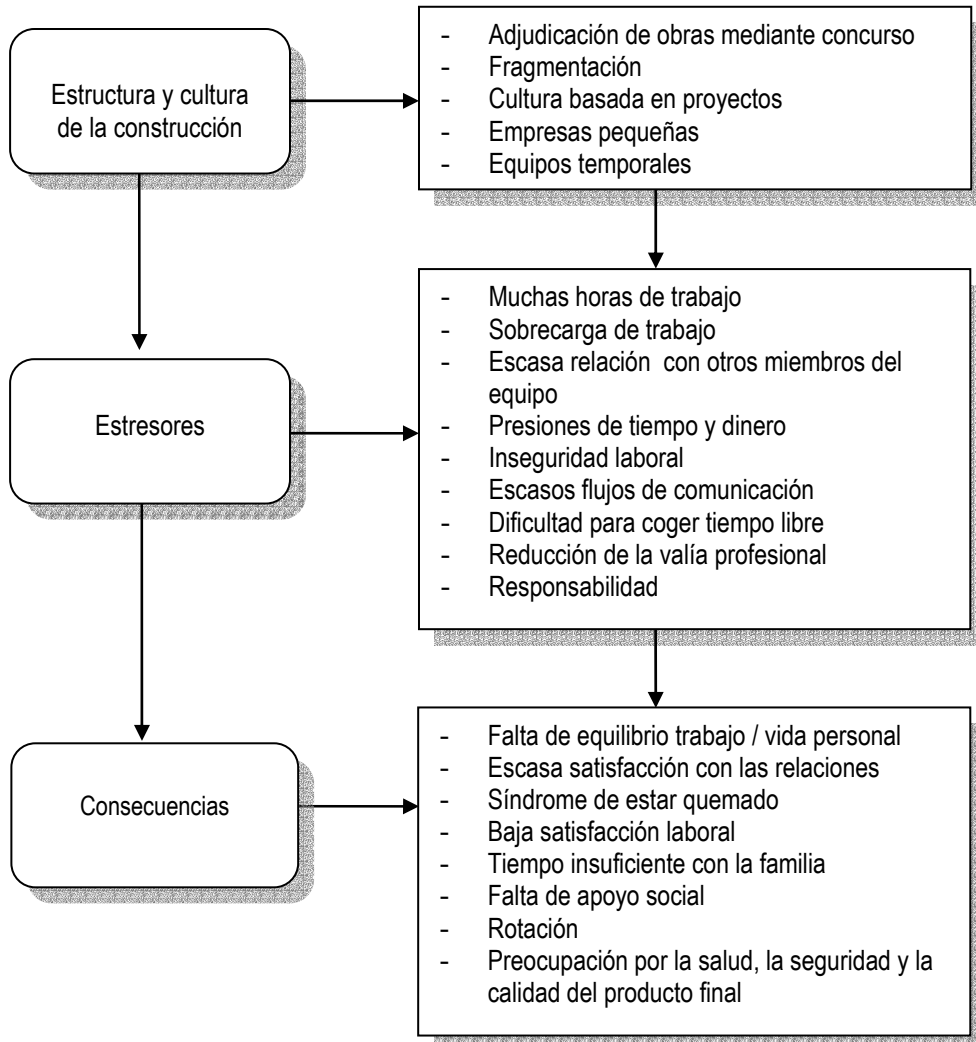 Estructura y cultura
de la construcción
- Adjudicación de obras mediante concurso
- Fragmentación
- Cultura basada en proyectos
- Empresas pequeñas
- Equipos temporales
Estresores
- Muchas horas de trabajo
- Sobrecarga de trabajo
- Escasa relación  con otros miembros del
equipo
- Presiones de tiempo y dinero
- Inseguridad laboral
- Escasos flujos de comunicación
- Dificultad para coger tiempo libre
- Reducción de la valía profesional
- Responsabilidad
Consecuencias
- Falta de equilibrio trabajo / vida personal
- Escasa satisfacción con las relaciones
- Síndrome de estar quemado
- Baja satisfacción laboral
- Tiempo insuficiente con la familia
- Falta de apoyo social
- Rotación
- Preocupación por la salud, la seguridad y la
calidad del producto final